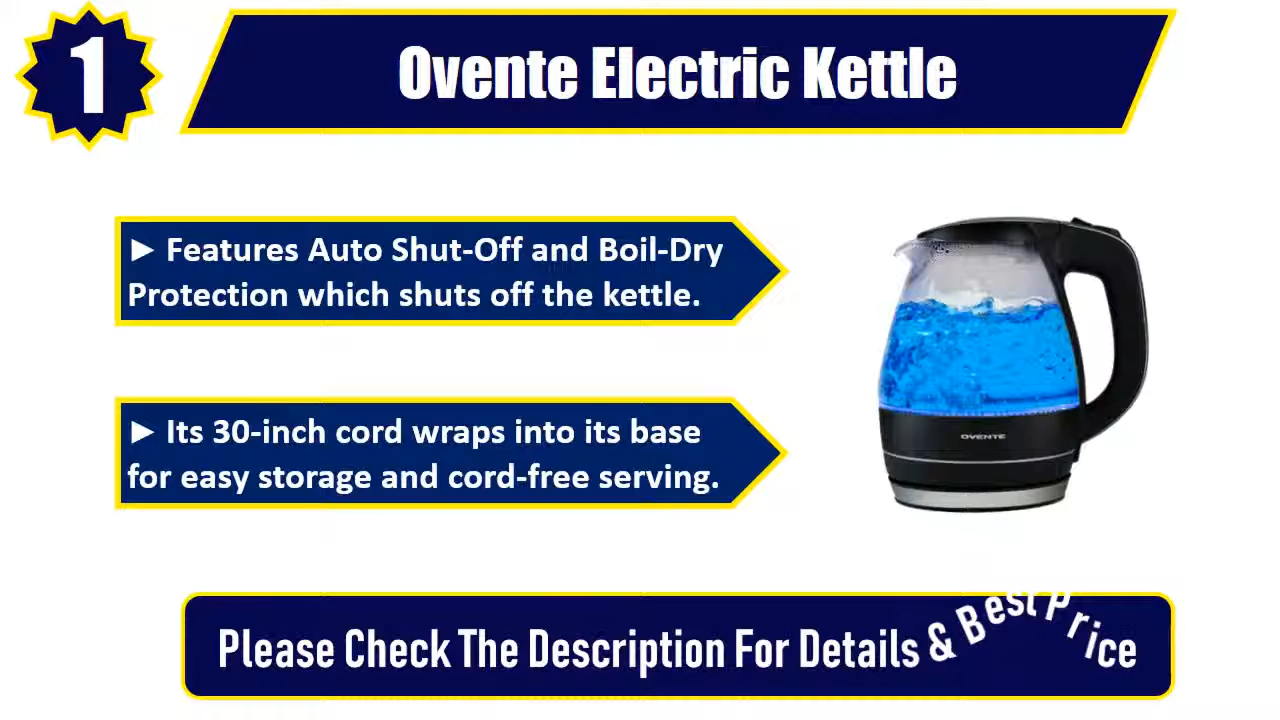 1
Ovente Electric Kettle
► Features Auto Shut-Off and Boil-Dry
Protection which shuts off the kettle.
► Its 30-inch cord wraps into its base
for easy storage and cord-free serving.
OVENTE
Please Check The Description For Details & Best Price